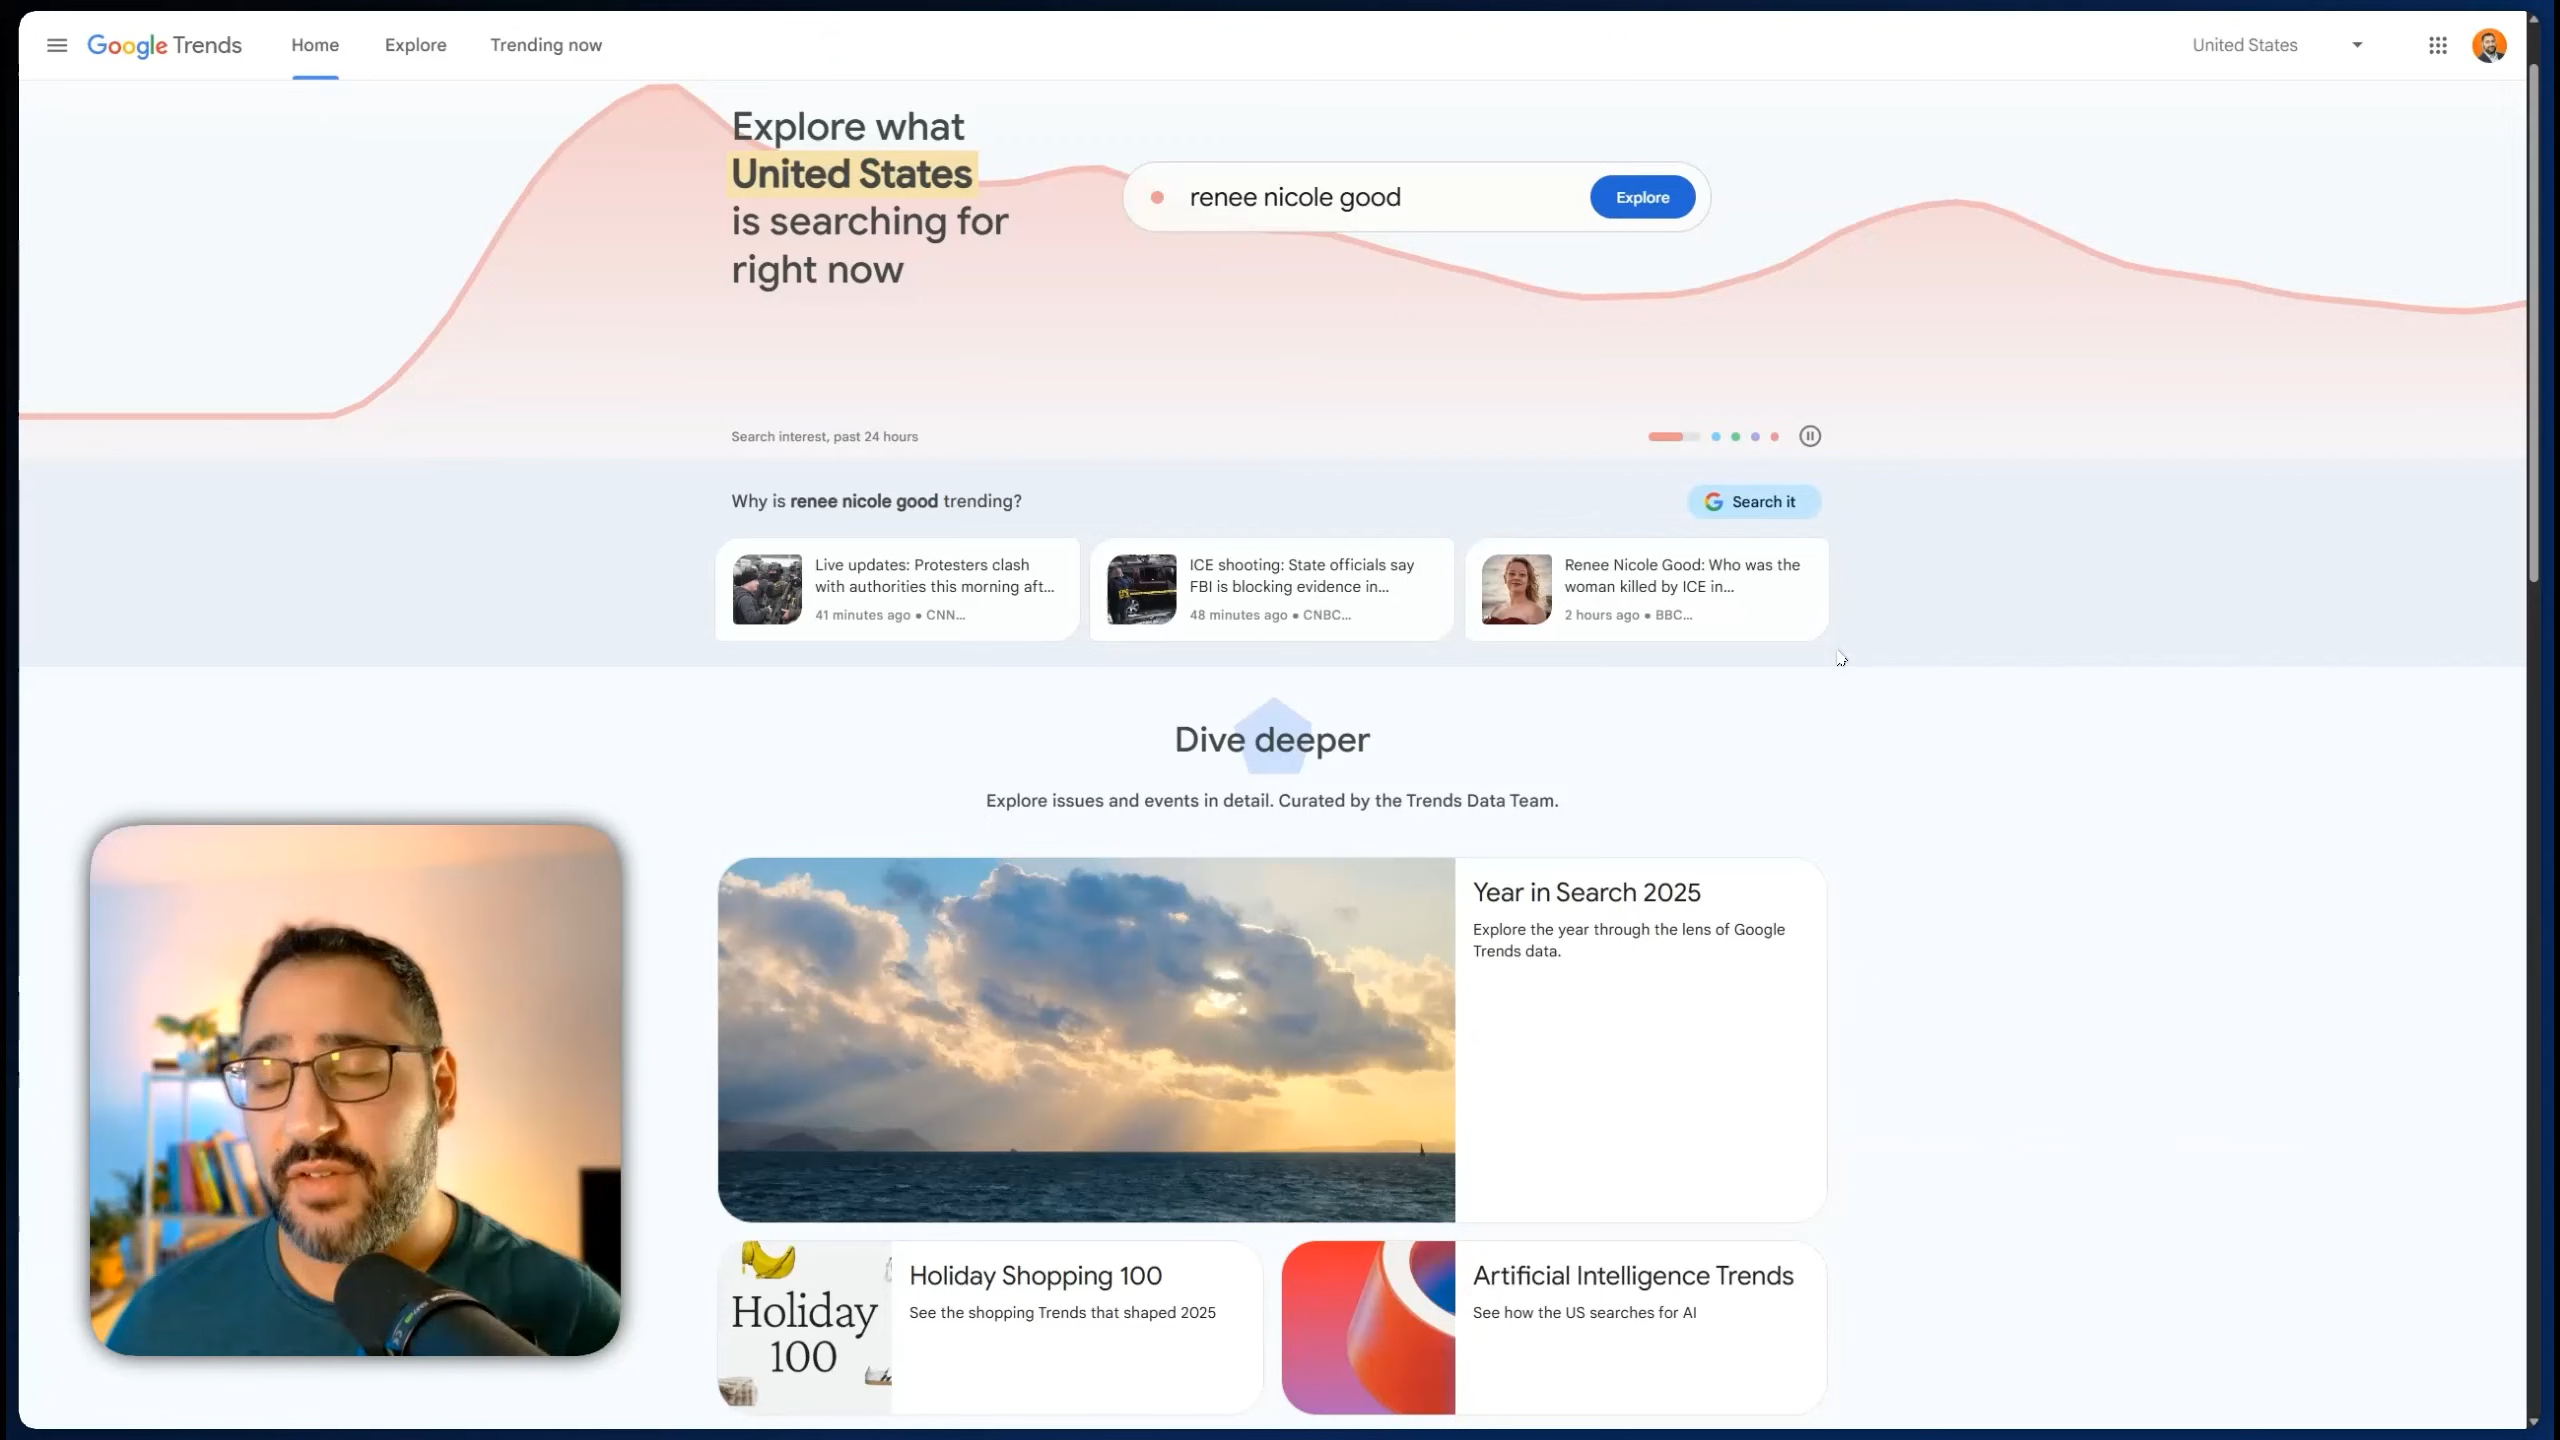 Google Trends
Home
Explore
Trending now
United States
Explore what
United States
is searching for
right now
renee nicole good
Explore
Search interest, past 24 hours
Why is renee nicole good trending?
Search it
Live updates: Protesters clash
with authorities this morning aft...
41 minutes ago • CNN...
ICE shooting: State officials say
FBI is blocking evidence in...
48 minutes ago • CNBC...
Renee Nicole Good: Who was the
woman killed by ICE in...
2 hours ago • BBC...
Dive deeper
Explore issues and events in detail. Curated by the Trends Data Team.
Year in Search 2025
Explore the year through the lens of Google
Trends data.
Holiday
100
Holiday Shopping 100
See the shopping Trends that shaped 2025
Artificial Intelligence Trends
See how the US searches for AI